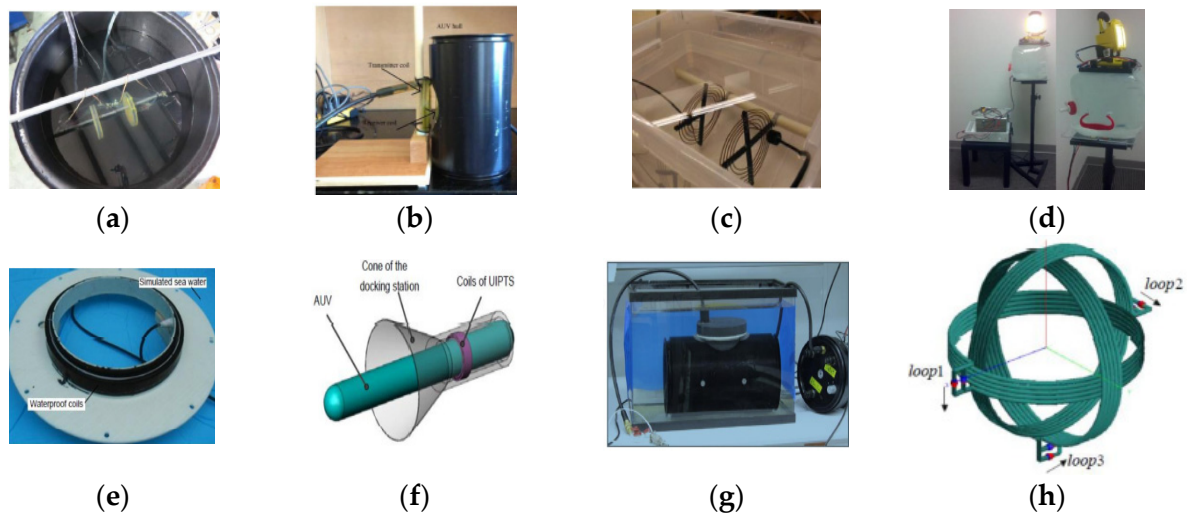 AUV hull
Transmitter coil
Receiver coil
(a)
(b)
(c)
(d)
Simulated sea water
Waterproof coils
Cone of the
docking station
Coils of UIPTS
AUV
loop2
loop1
loop3
(e)
(f)
(g)
(h)